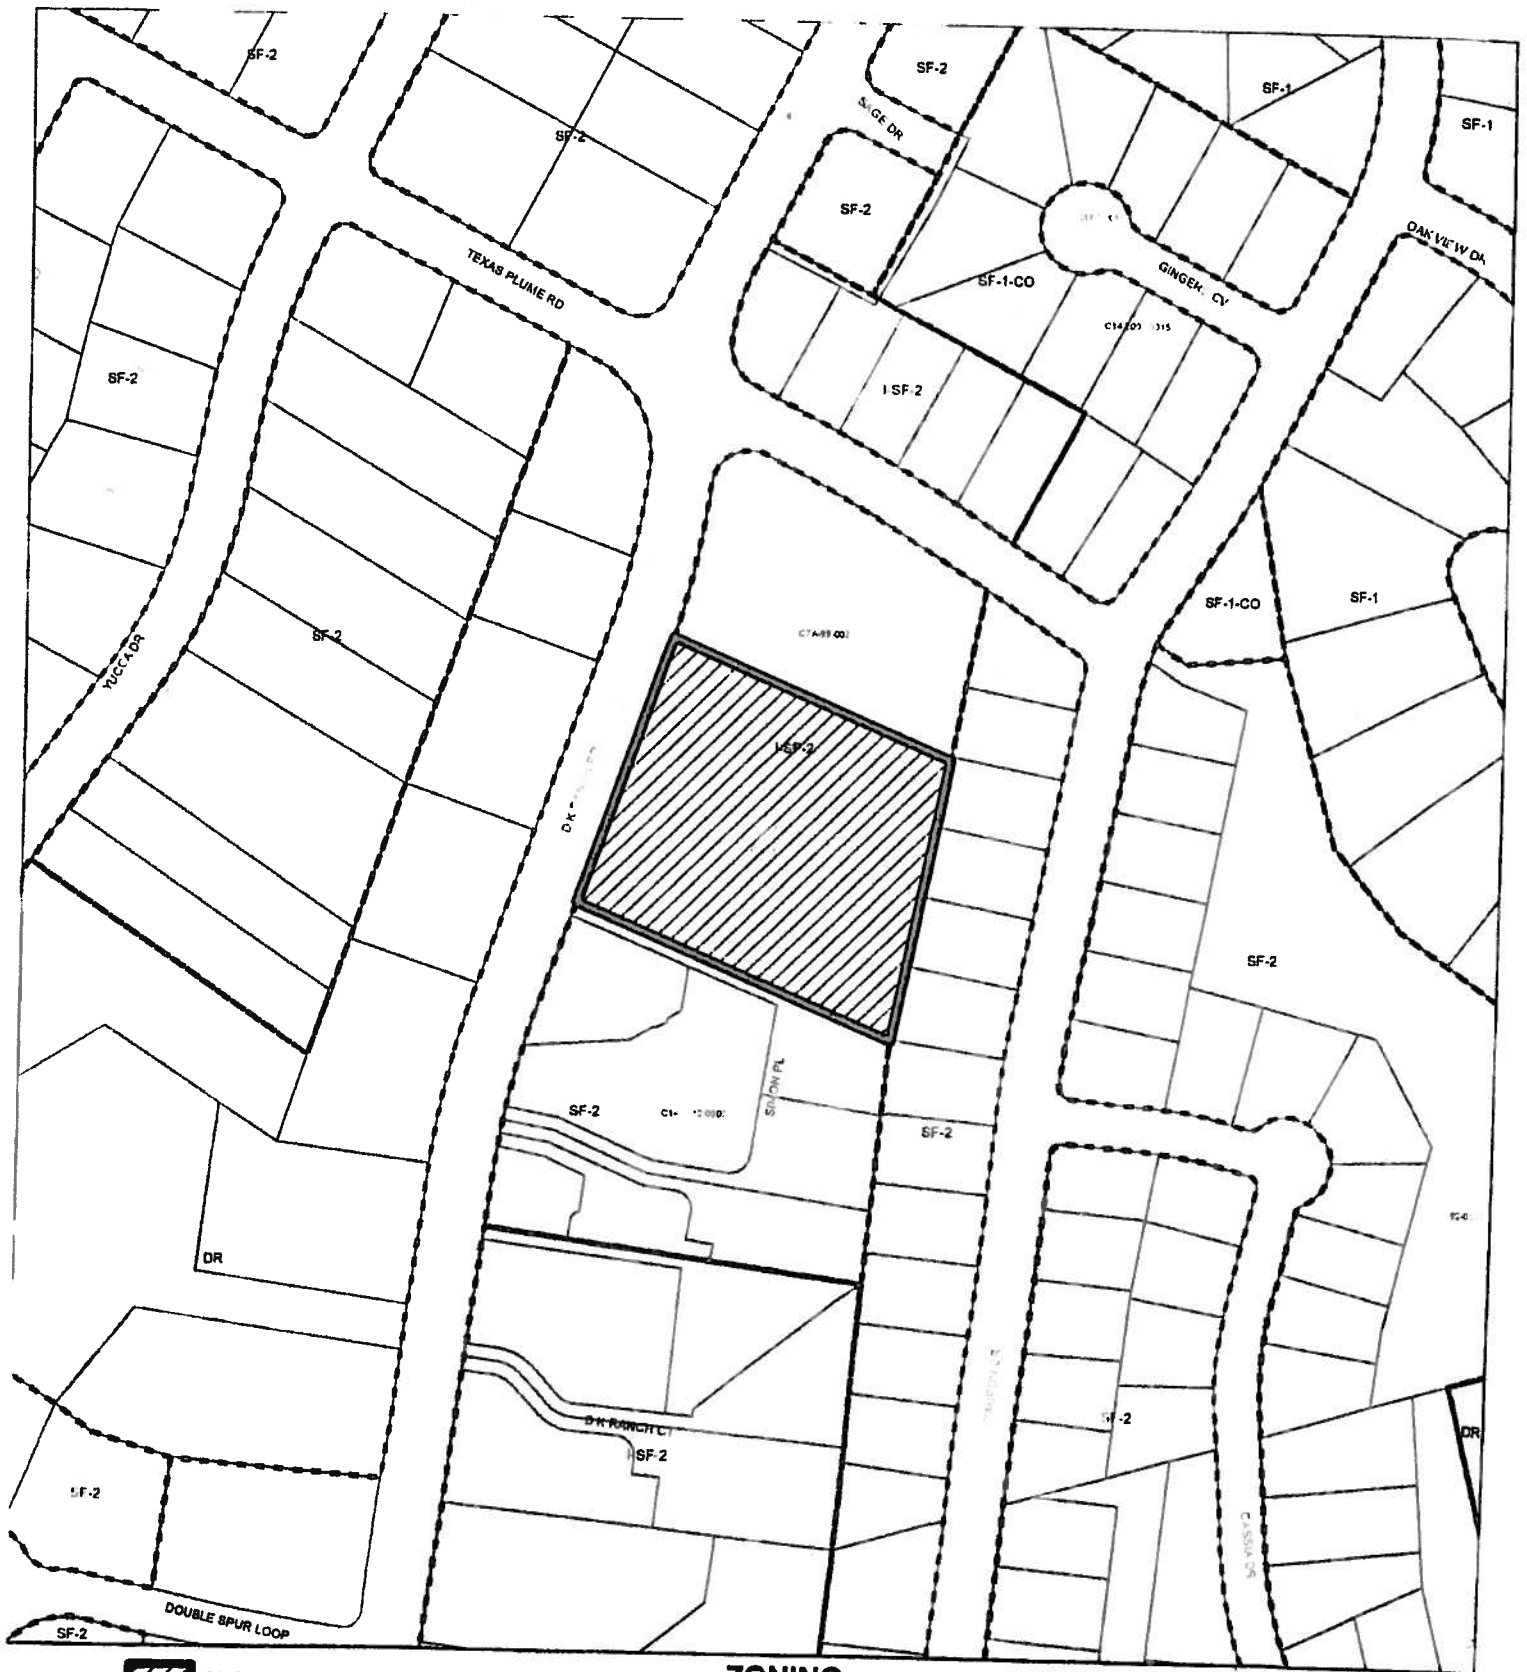 SF-2
SF-2
SF-1
SF-2
SAGE DR
SF-1
SF-2
OAK VIEW DR
TEXAS PLUME RD
SF-1-CO
SF-2
I-SF-2
SF-1-CO
SF-1
SF-2
YUCCA DR
I-SF-2
SF-2
SIMON PL
SF-2
SF-2
DR
D K RANCH CT
I-SF-2
SF-2
DR
SF-2
CASSIA DR
DOUBLE SPUR LOOP
SF-2
ZONING